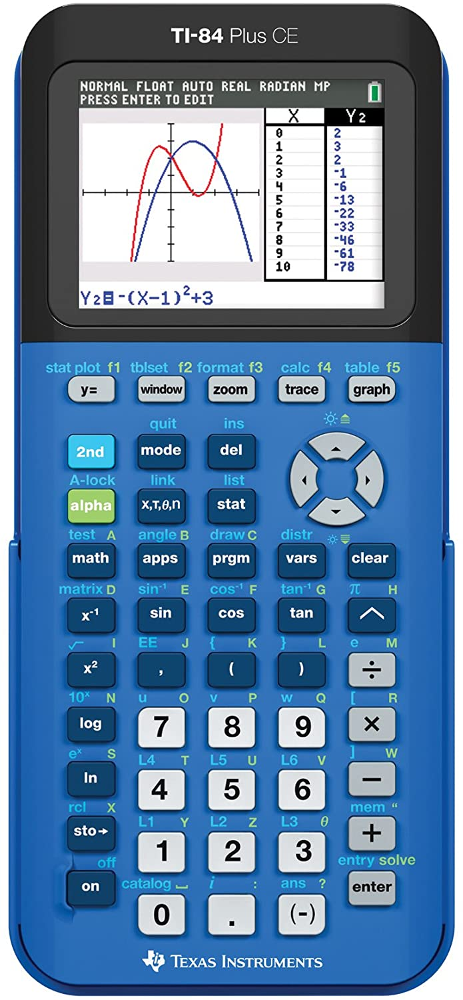 TI-84 Plus CE
NORMAL FLOAT AUTO REAL RADIAN MP
PRESS ENTER TO EDIT
X Y2
0 2
1 3
2 2
3 -1
4 -6
5 -13
6 -22
7 -33
8 -46
9 -61
10 -78
Y2=-(X-1)²+3
stat plot f1 tblset f2 format f3 calc f4 table f5
y= window zoom trace graph
quit ins
2nd mode del
A-lock link list
alpha X,T,θ,n stat
test A angle B draw C distr
math apps prgm vars clear
matrix D sin⁻¹ E cos⁻¹ F tan⁻¹ G π H
x⁻¹ sin cos tan ^
√ I EE J { K } L e M
x² , ( ) ÷
10ˣ N u O v P w Q [ R
log 7 8 9 ×
eˣ S L4 T L5 U L6 V ] W
ln 4 5 6 −
rcl X L1 Y L2 Z L3 θ mem "
sto→ 1 2 3 +
off catalog ⎵ i : ans ? entry solve
on 0 . (-) enter
TEXAS INSTRUMENTS